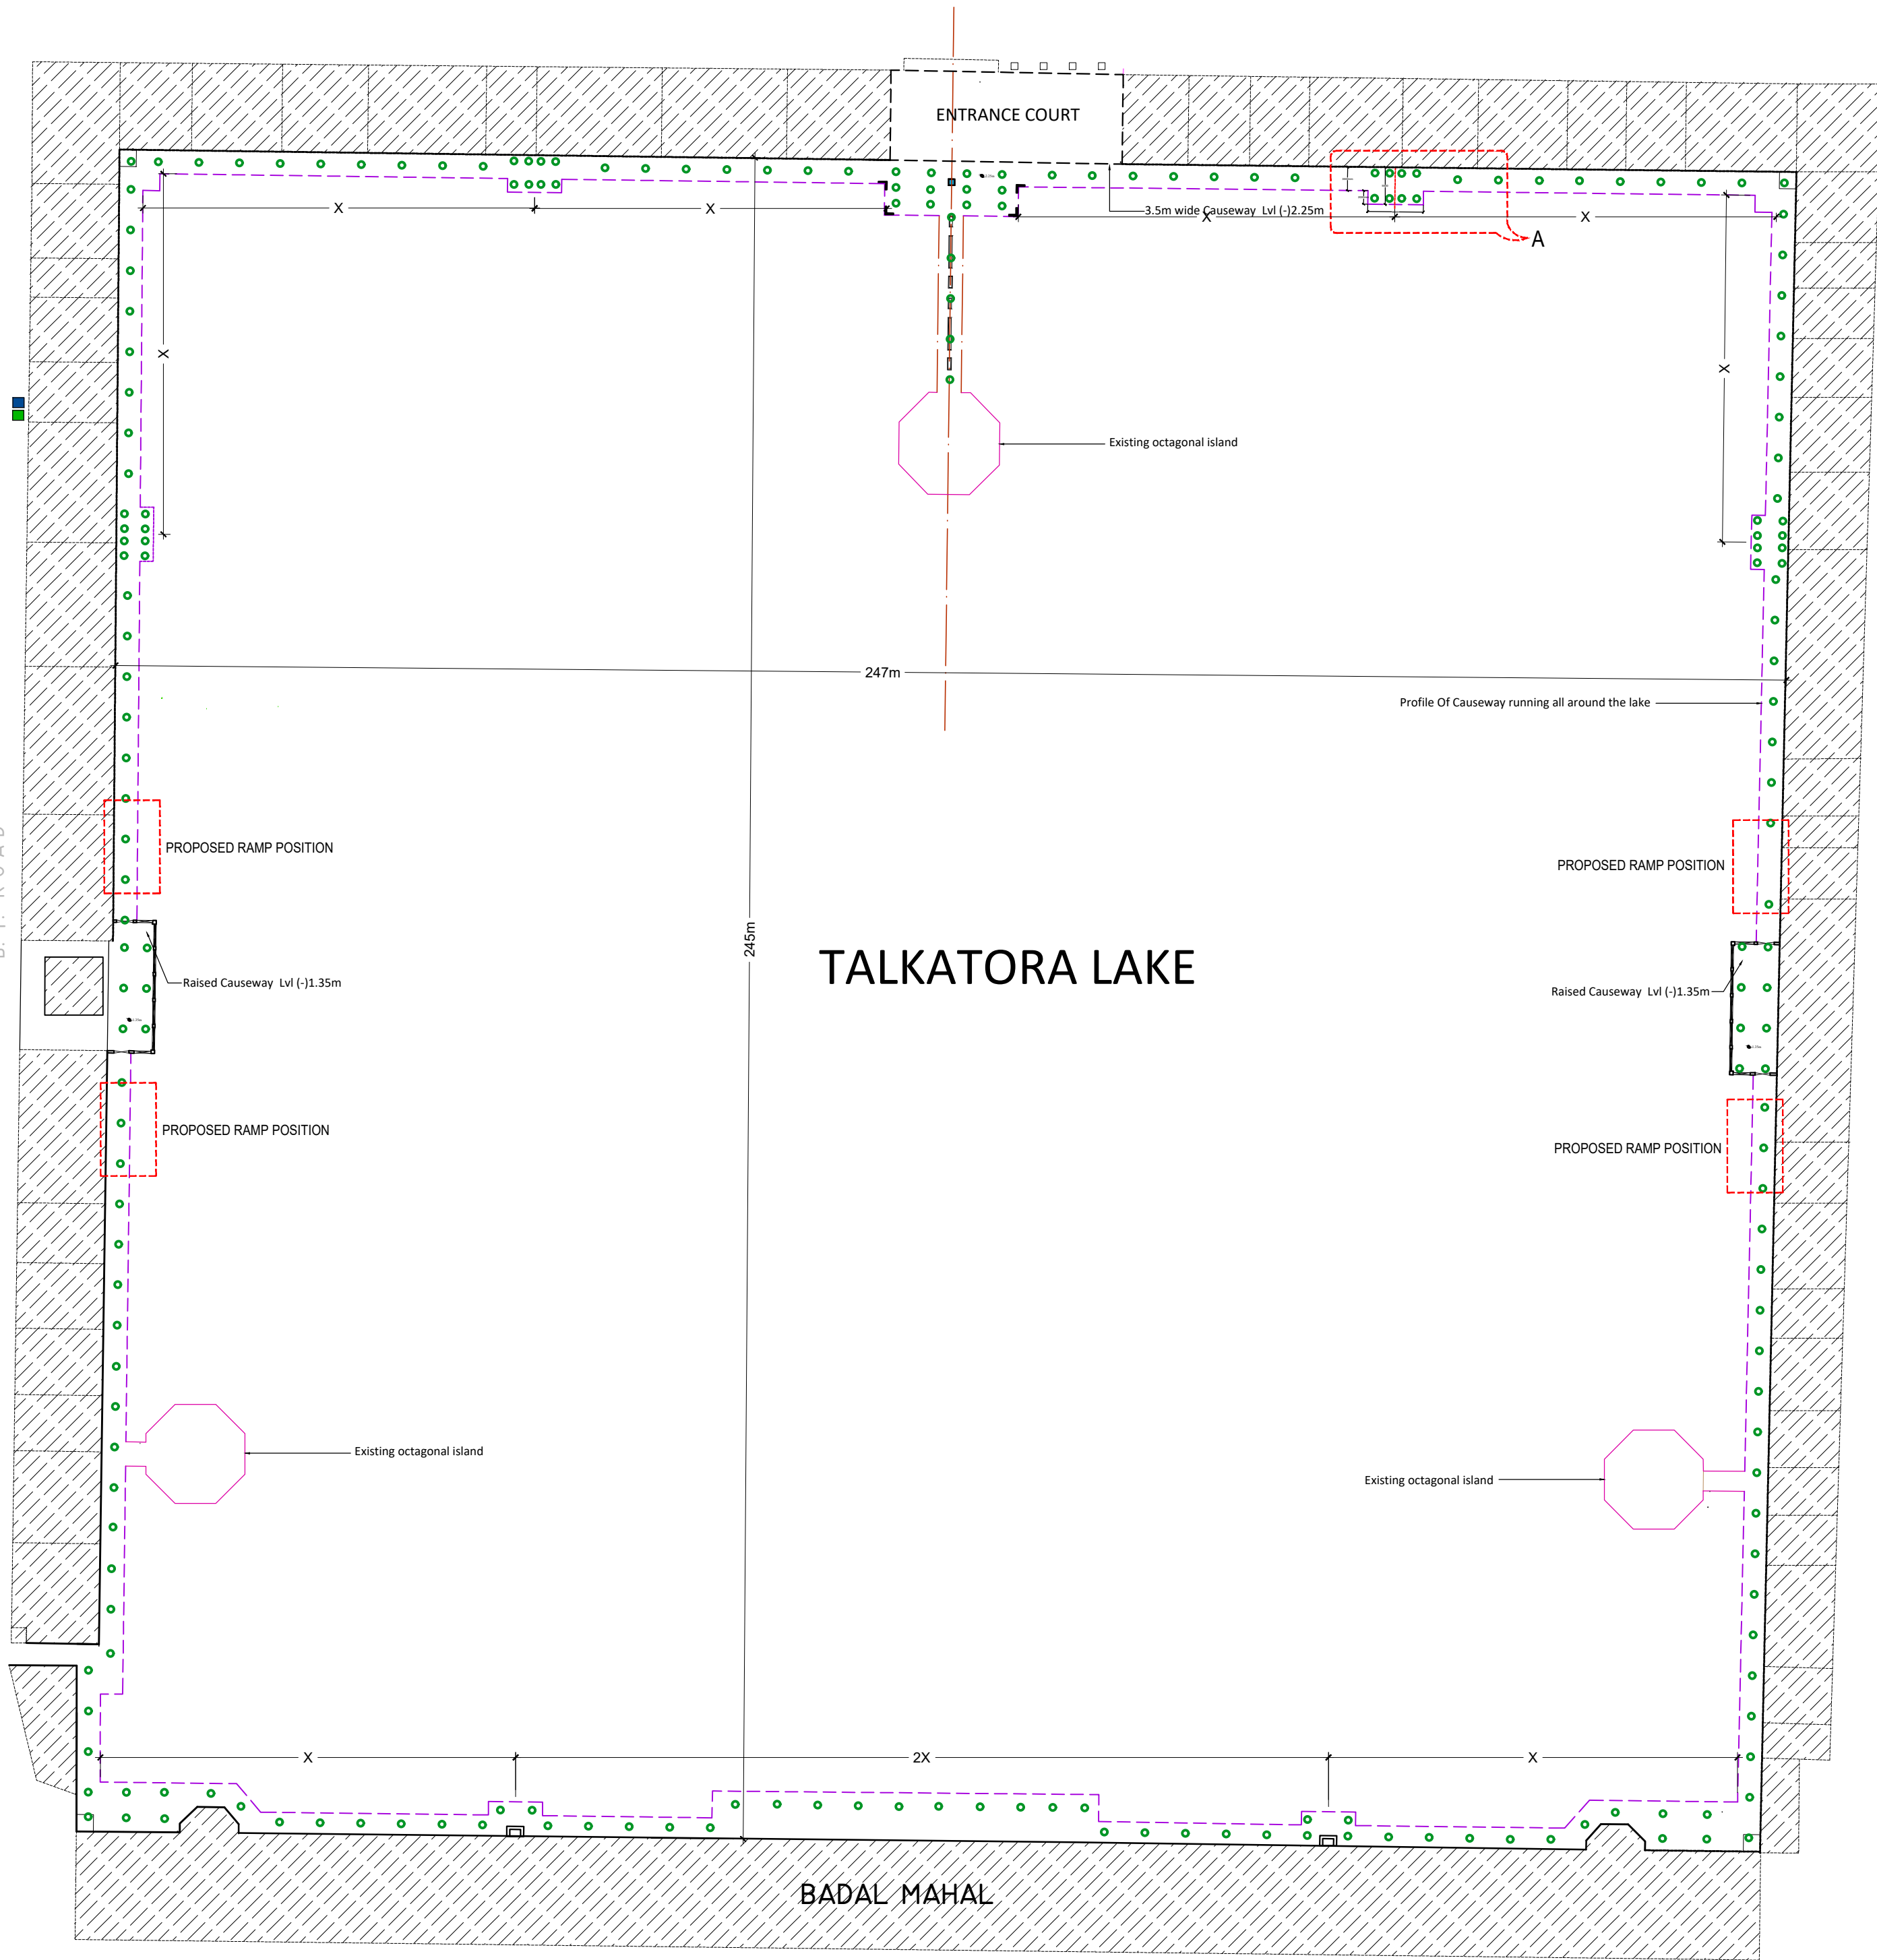 ENTRANCE COURT
X
X
3.5m wide Causeway Lvl (-)2.25m
X
X
A
X
X
Existing octagonal island
247m
Profile Of Causeway running all around the lake
PROPOSED RAMP POSITION
PROPOSED RAMP POSITION
245m
TALKATORA LAKE
Raised Causeway Lvl (-)1.35m
Raised Causeway Lvl (-)1.35m
PROPOSED RAMP POSITION
PROPOSED RAMP POSITION
Existing octagonal island
Existing octagonal island
X
2X
X
BADAL MAHAL